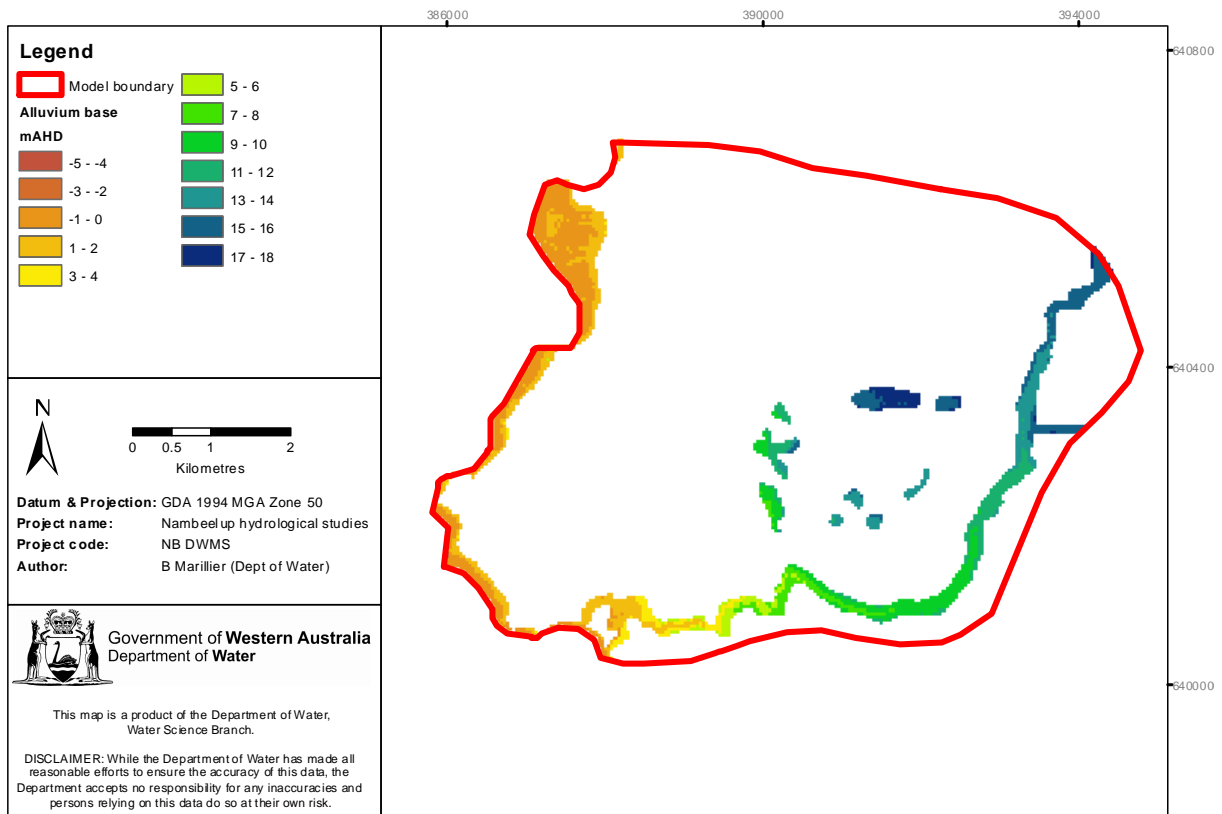 386000
390000
394000
640800
640400
640000
Legend
Model boundary
Alluvium base
mAHD
-5 - -4
-3 - -2
-1 - 0
1 - 2
3 - 4
5 - 6
7 - 8
9 - 10
11 - 12
13 - 14
15 - 16
17 - 18
N
0 0.5 1 2
Kilometres
Datum & Projection: GDA 1994 MGA Zone 50
Project name: Nambeelup hydrological studies
Project code: NB DWMS
Author: B Marillier (Dept of Water)
Government of Western Australia
Department of Water
This map is a product of the Department of Water,
Water Science Branch.
DISCLAIMER: While the Department of Water has made all
reasonable efforts to ensure the accuracy of this data, the
Department accepts no responsibility for any inaccuracies and
persons relying on this data do so at their own risk.